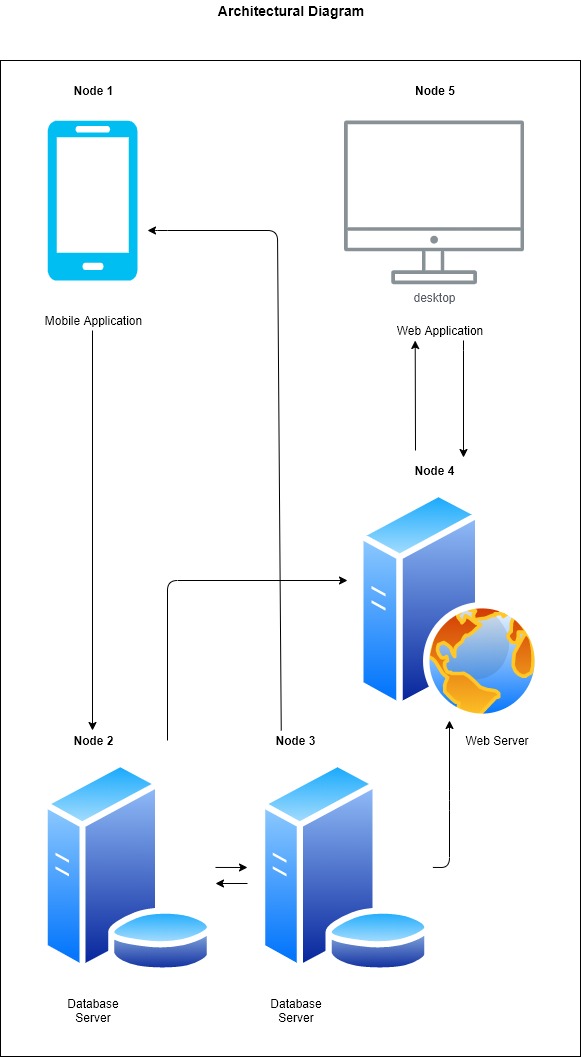 Architectural Diagram
Node 1
Node 5
desktop
Mobile Application
Web Application
Node 4
Node 2
Node 3
Web Server
Database
Server
Database
Server